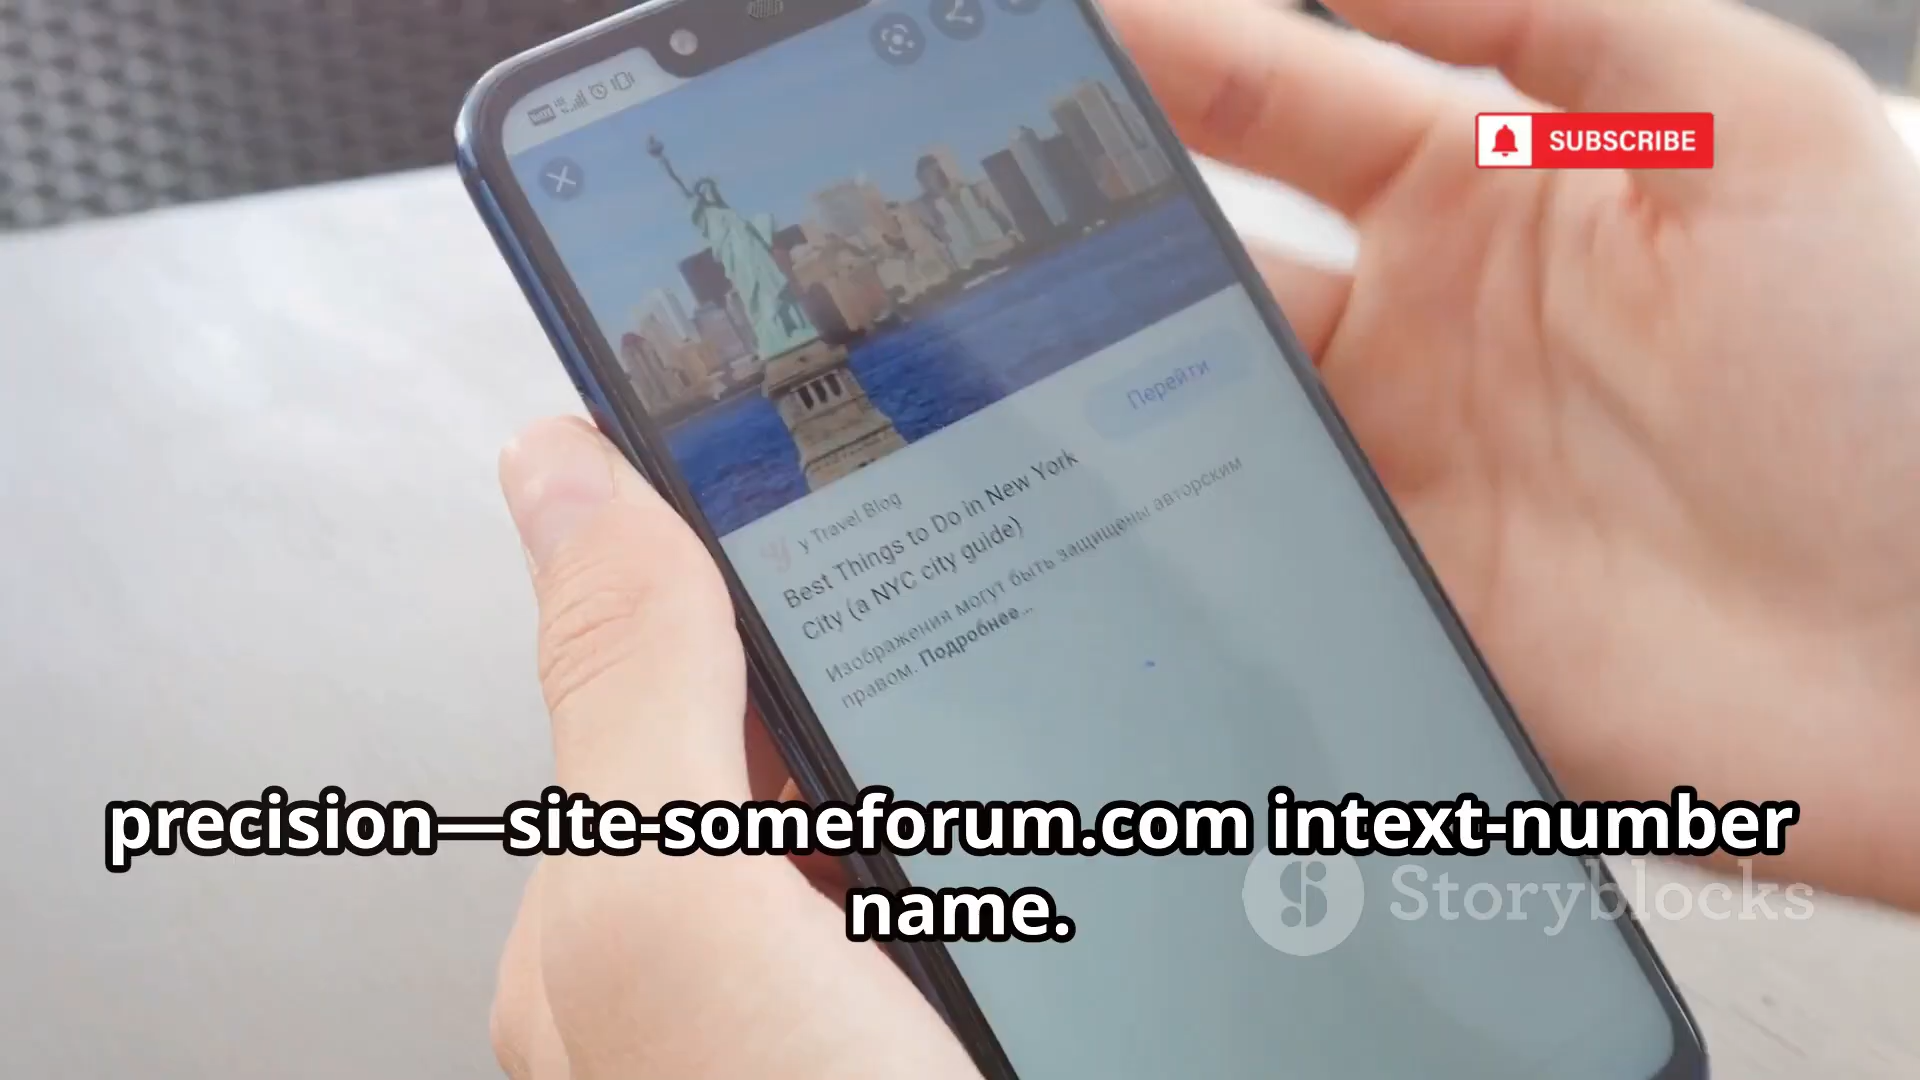 SUBSCRIBE
Перейти
y Travel Blog
Best Things to Do in New York
City (a NYC city guide)
Изображения могут быть защищены авторским
правом. Подробнее...
precision—site-someforum.com intext-number
name.
Storyblocks